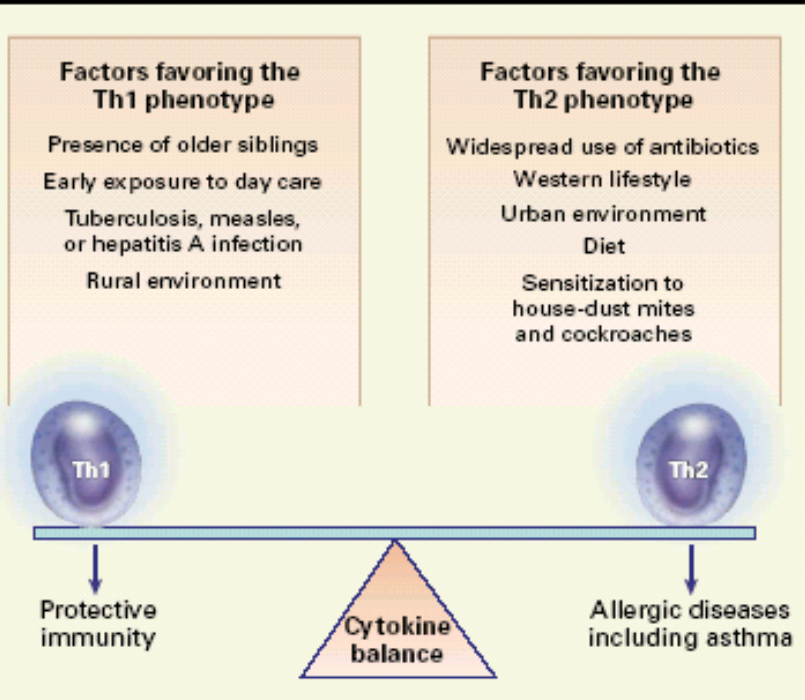 Factors favoring the
Th1 phenotype
Presence of older siblings
Early exposure to day care
Tuberculosis, measles,
or hepatitis A infection
Rural environment
Factors favoring the
Th2 phenotype
Widespread use of antibiotics
Western lifestyle
Urban environment
Diet
Sensitization to
house-dust mites
and cockroaches
Th1
Th2
Protective
immunity
Cytokine
balance
Allergic diseases
including asthma